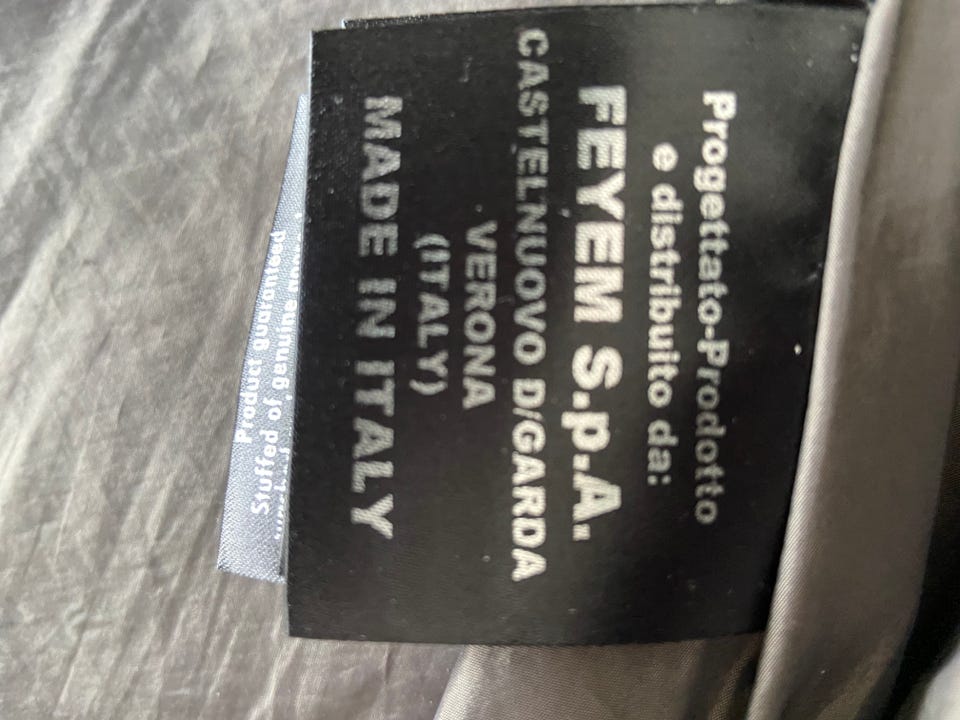 Progettato-Prodotto
e distribuito da:
FEYEM S.p.A.
CASTELNUOVO D/GARDA
VERONA
(ITALY)
MADE IN ITALY
Product guaranteed
Stuffed of genuine